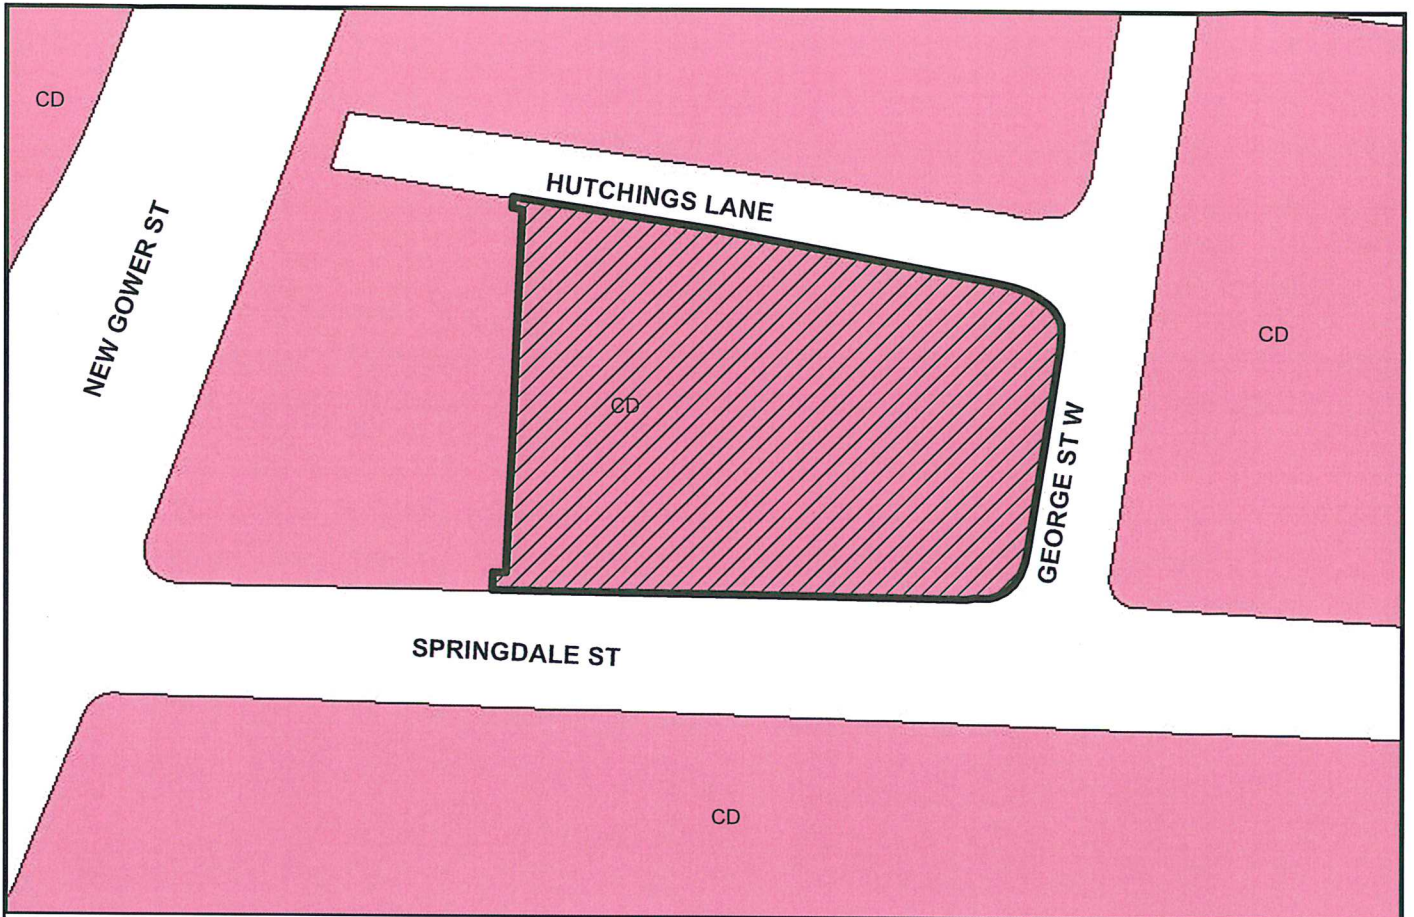 CD
HUTCHINGS LANE
NEW GOWER ST
CD
CD
GEORGE ST W
SPRINGDALE ST
CD